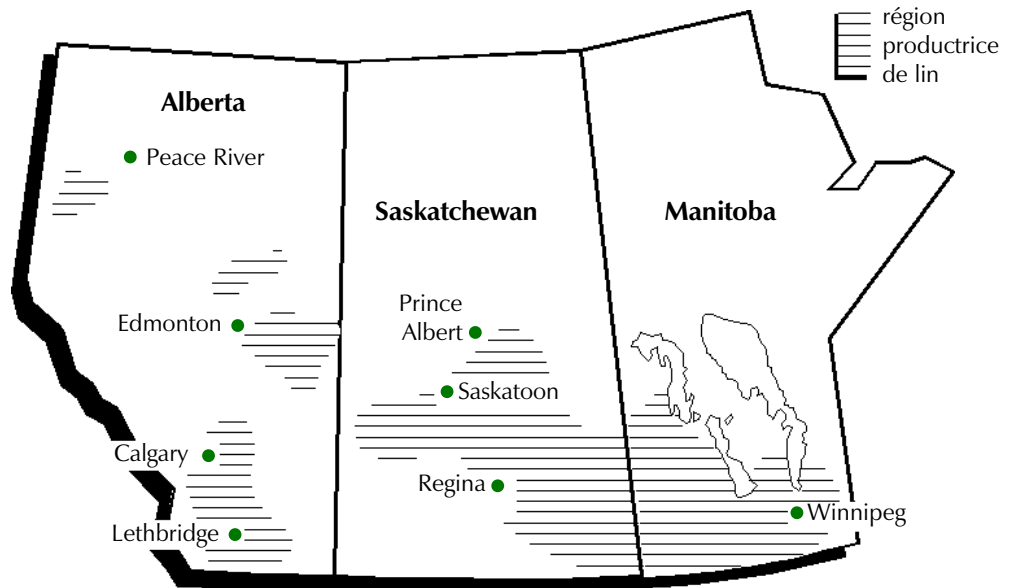 région
productrice
de lin
Alberta
Peace River
Saskatchewan
Manitoba
Prince
Albert
Edmonton
Saskatoon
Calgary
Regina
Winnipeg
Lethbridge